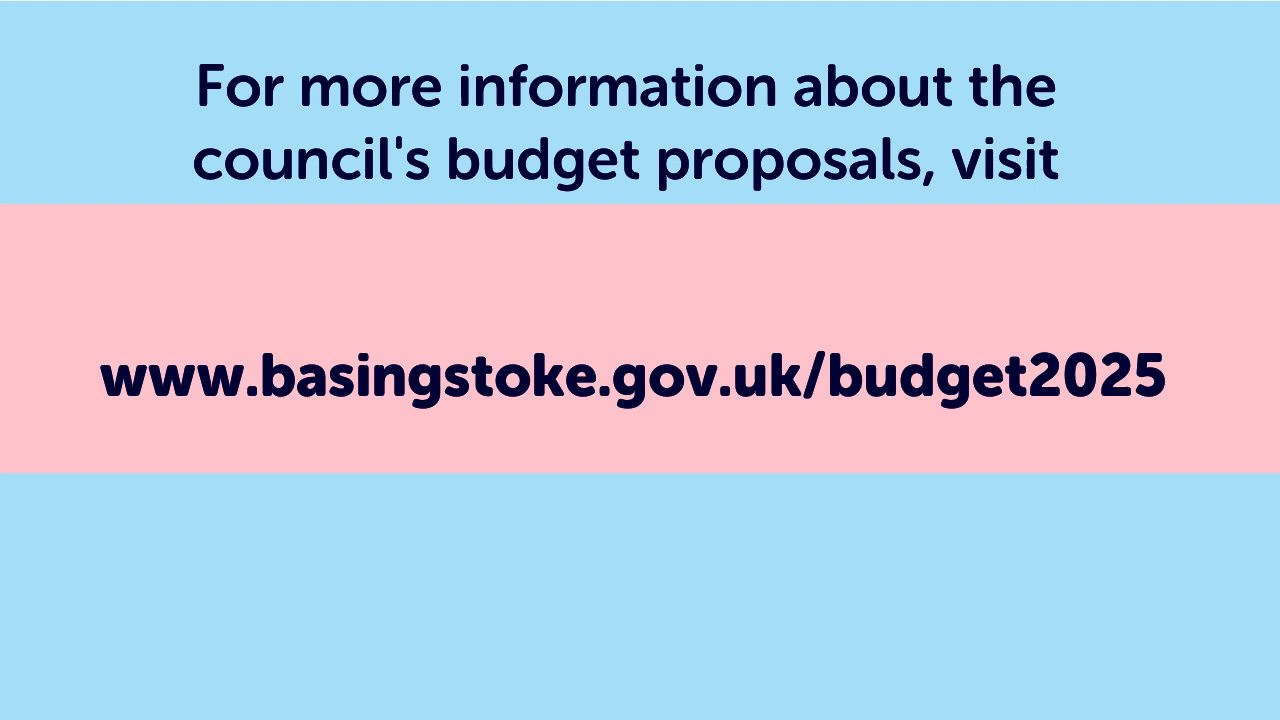 For more information about the
council's budget proposals, visit
www.basingstoke.gov.uk/budget2025